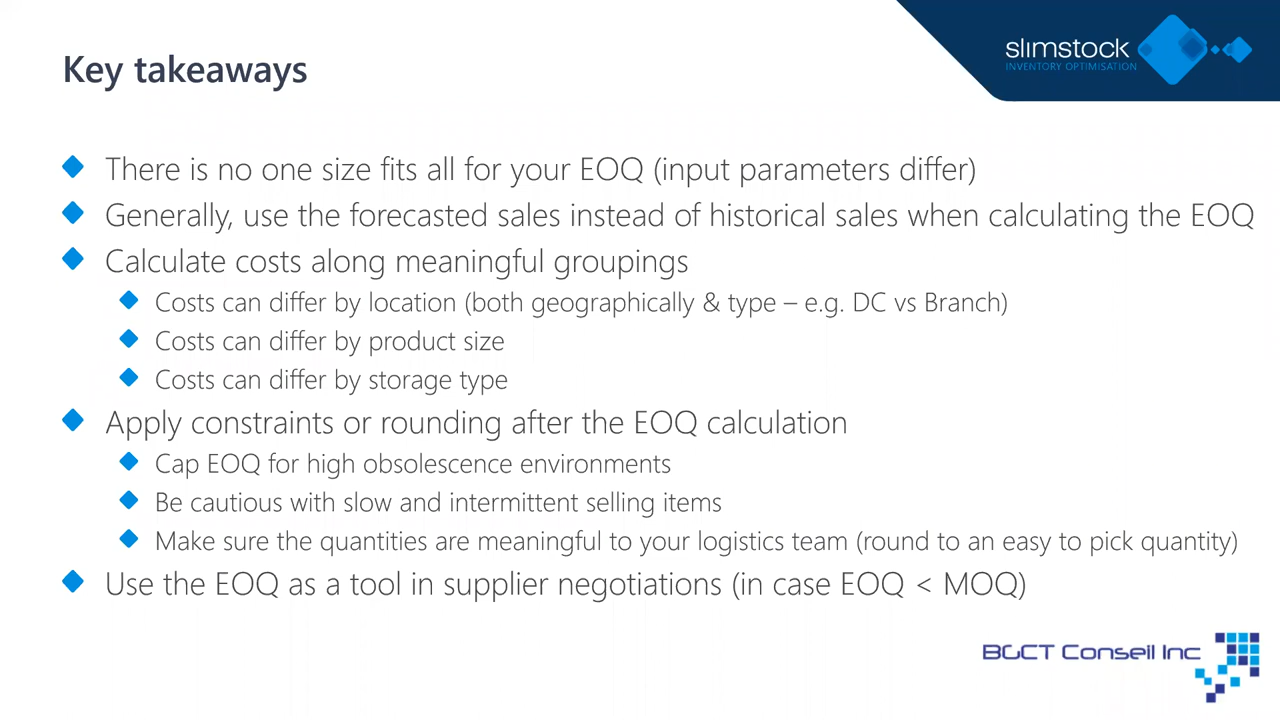 slimstock
INVENTORY OPTIMISATION
Key takeaways
There is no one size fits all for your EOQ (input parameters differ)
Generally, use the forecasted sales instead of historical sales when calculating the EOQ
Calculate costs along meaningful groupings
Costs can differ by location (both geographically & type – e.g. DC vs Branch)
Costs can differ by product size
Costs can differ by storage type
Apply constraints or rounding after the EOQ calculation
Cap EOQ for high obsolescence environments
Be cautious with slow and intermittent selling items
Make sure the quantities are meaningful to your logistics team (round to an easy to pick quantity)
Use the EOQ as a tool in supplier negotiations (in case EOQ < MOQ)
BGCT Conseil Inc